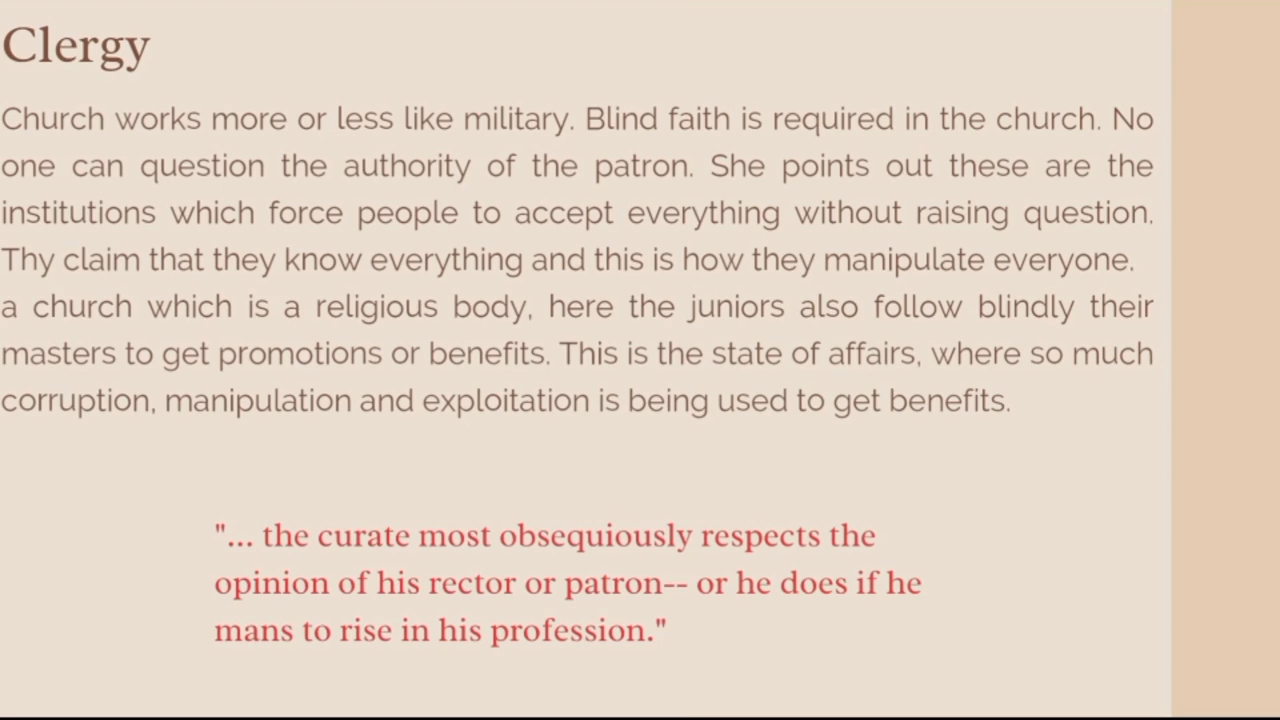 Clergy
Church works more or less like military. Blind faith is required in the church. No
one can question the authority of the patron. She points out these are the
institutions which force people to accept everything without raising question.
Thy claim that they know everything and this is how they manipulate everyone.
a church which is a religious body, here the juniors also follow blindly their
masters to get promotions or benefits. This is the state of affairs, where so much
corruption, manipulation and exploitation is being used to get benefits.
"... the curate most obsequiously respects the
opinion of his rector or patron-- or he does if he
mans to rise in his profession."